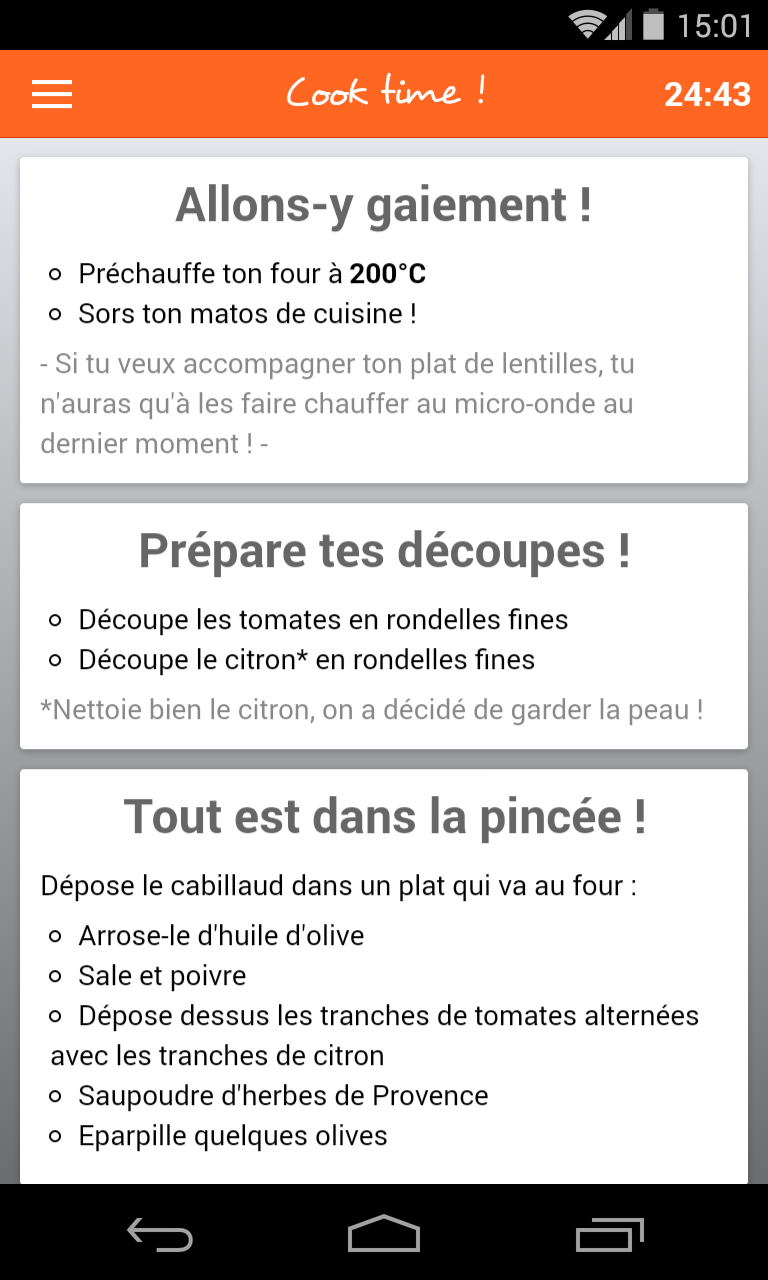 15:01
Cook time !
24:43
Allons-y gaiement !
Préchauffe ton four à 200°C
Sors ton matos de cuisine !
- Si tu veux accompagner ton plat de lentilles, tu
n'auras qu'à les faire chauffer au micro-onde au
dernier moment ! -
Prépare tes découpes !
Découpe les tomates en rondelles fines
Découpe le citron* en rondelles fines
*Nettoie bien le citron, on a décidé de garder la peau !
Tout est dans la pincée !
Dépose le cabillaud dans un plat qui va au four :
Arrose-le d'huile d'olive
Sale et poivre
Dépose dessus les tranches de tomates alternées
avec les tranches de citron
Saupoudre d'herbes de Provence
Eparpille quelques olives